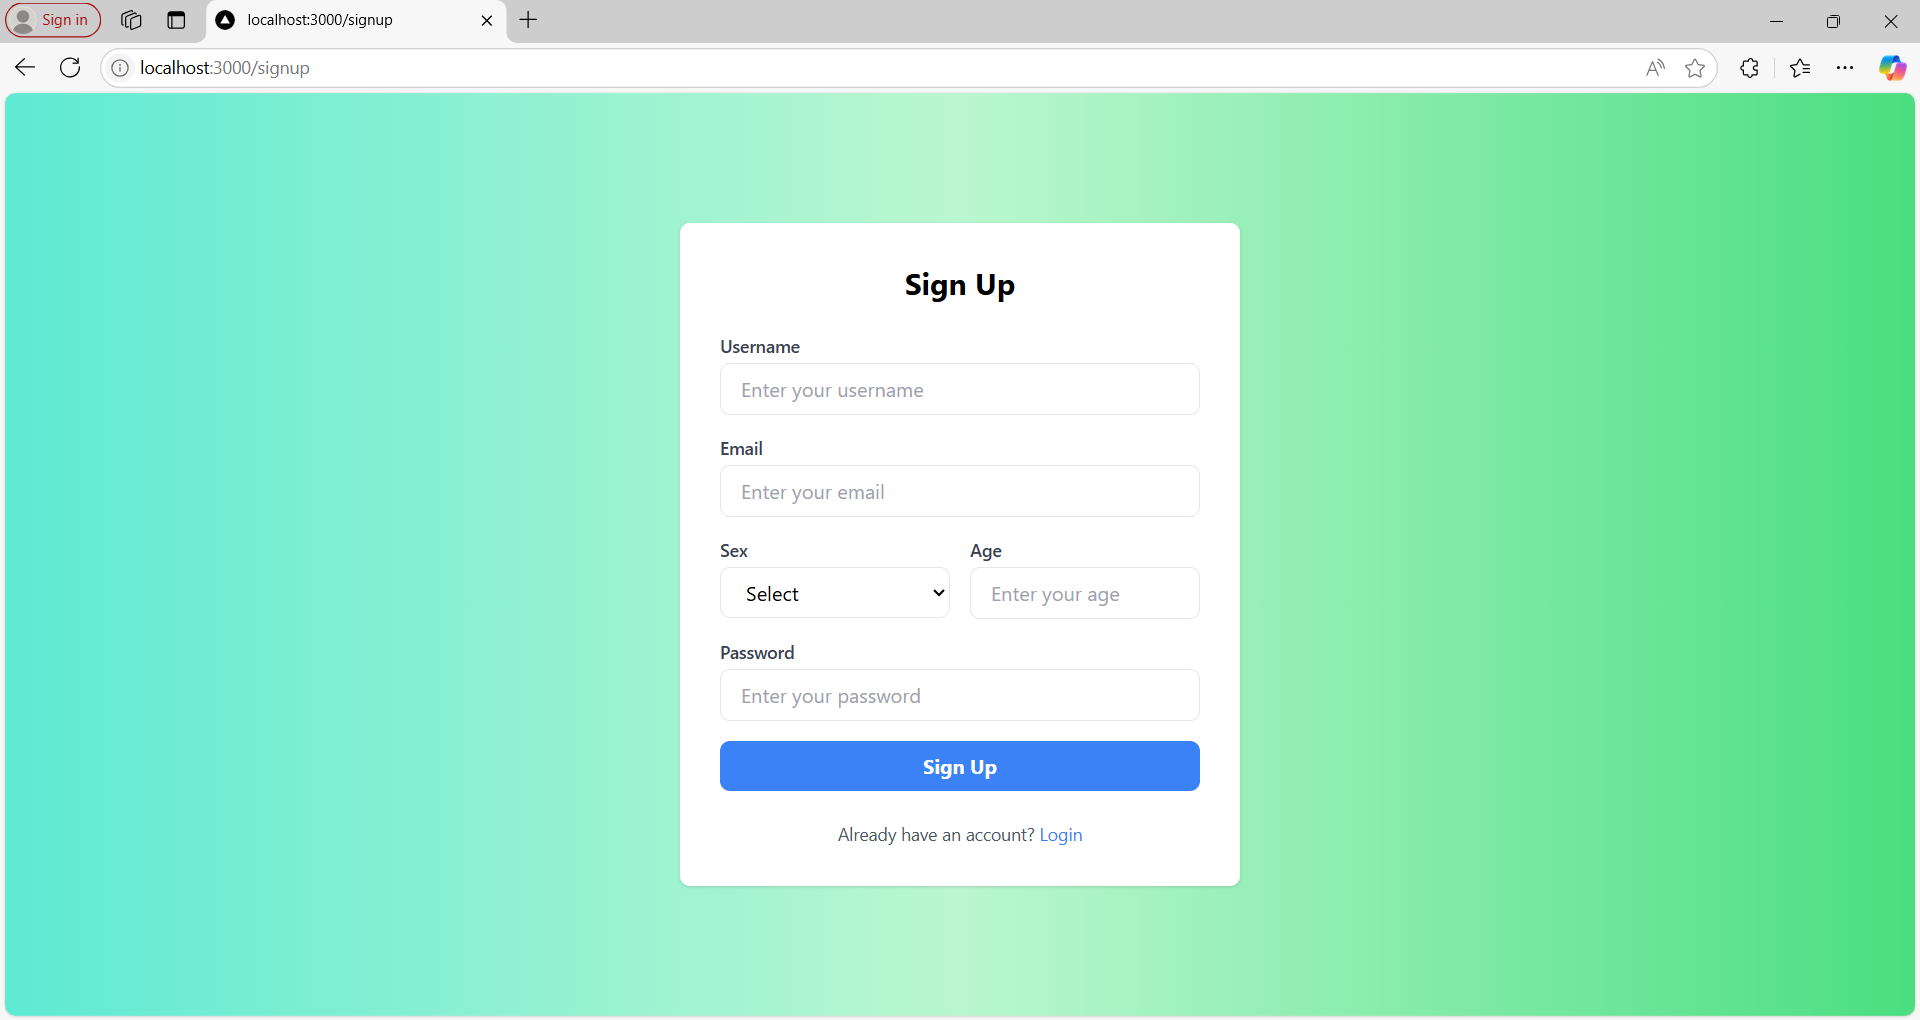 Sign in
localhost:3000/signup
localhost:3000/signup
Sign Up
Username
Enter your username
Email
Enter your email
Sex Age
Select Enter your age
Password
Enter your password
Sign Up
Already have an account? Login